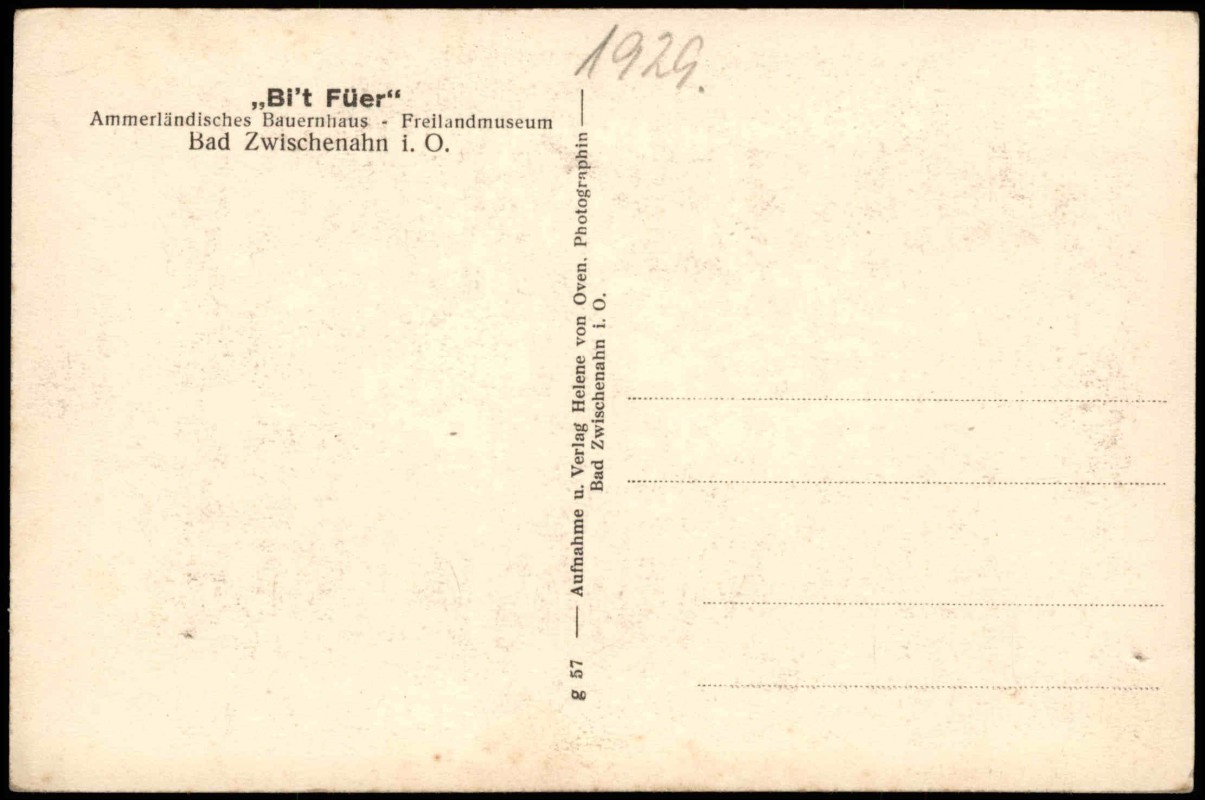 „Bi't Füer“
Ammerländisches Bauernhaus - Freilandmuseum
Bad Zwischenahn i. O.
1929.
g 57 — Aufnahme u. Verlag Helene von Oven, Photographin —
Bad Zwischenahn i. O.